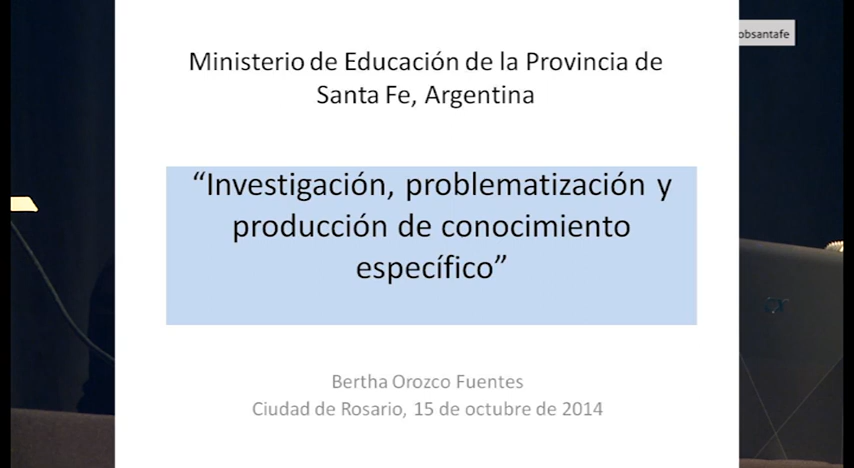 obsantafe
Ministerio de Educación de la Provincia de
Santa Fe, Argentina
“Investigación, problematización y
producción de conocimiento
específico”
Bertha Orozco Fuentes
Ciudad de Rosario, 15 de octubre de 2014